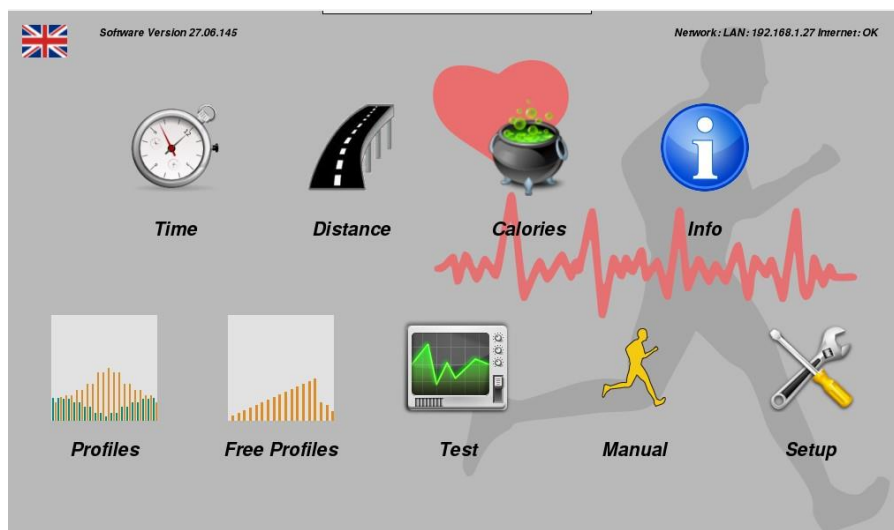 Software Version 27.06.145
Network: LAN: 192.168.1.27 Internet: OK
Time
Distance
Calories
Info
Profiles
Free Profiles
Test
Manual
Setup